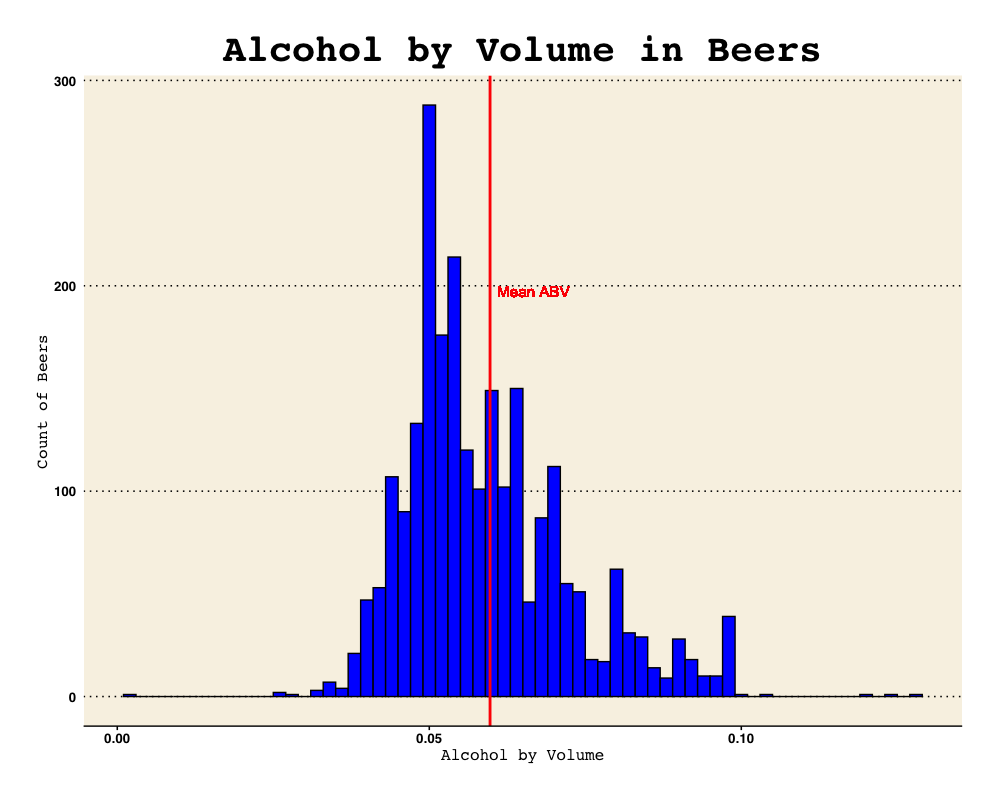 Alcohol by Volume in Beers
300
200
Mean ABV
Count of Beers
100
0
0.00 0.05 0.10
Alcohol by Volume